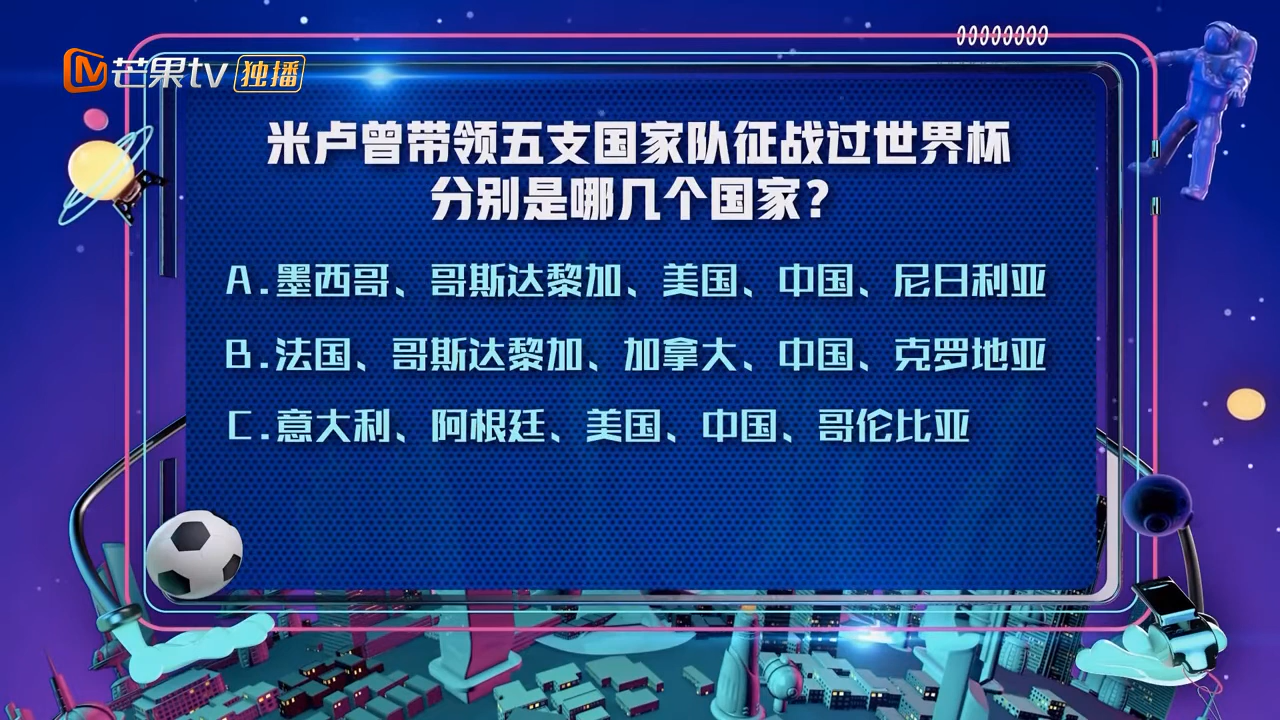 芒果TV 独播
米卢曾带领五支国家队征战过世界杯
分别是哪几个国家？
A.墨西哥、哥斯达黎加、美国、中国、尼日利亚
B.法国、哥斯达黎加、加拿大、中国、克罗地亚
C.意大利、阿根廷、美国、中国、哥伦比亚